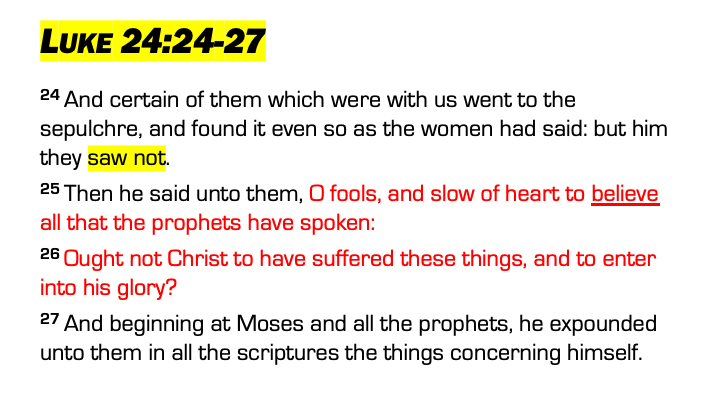 LUKE 24:24-27
24 And certain of them which were with us went to the
sepulchre, and found it even so as the women had said: but him
they saw not.
25 Then he said unto them, O fools, and slow of heart to believe
all that the prophets have spoken:
26 Ought not Christ to have suffered these things, and to enter
into his glory?
27 And beginning at Moses and all the prophets, he expounded
unto them in all the scriptures the things concerning himself.